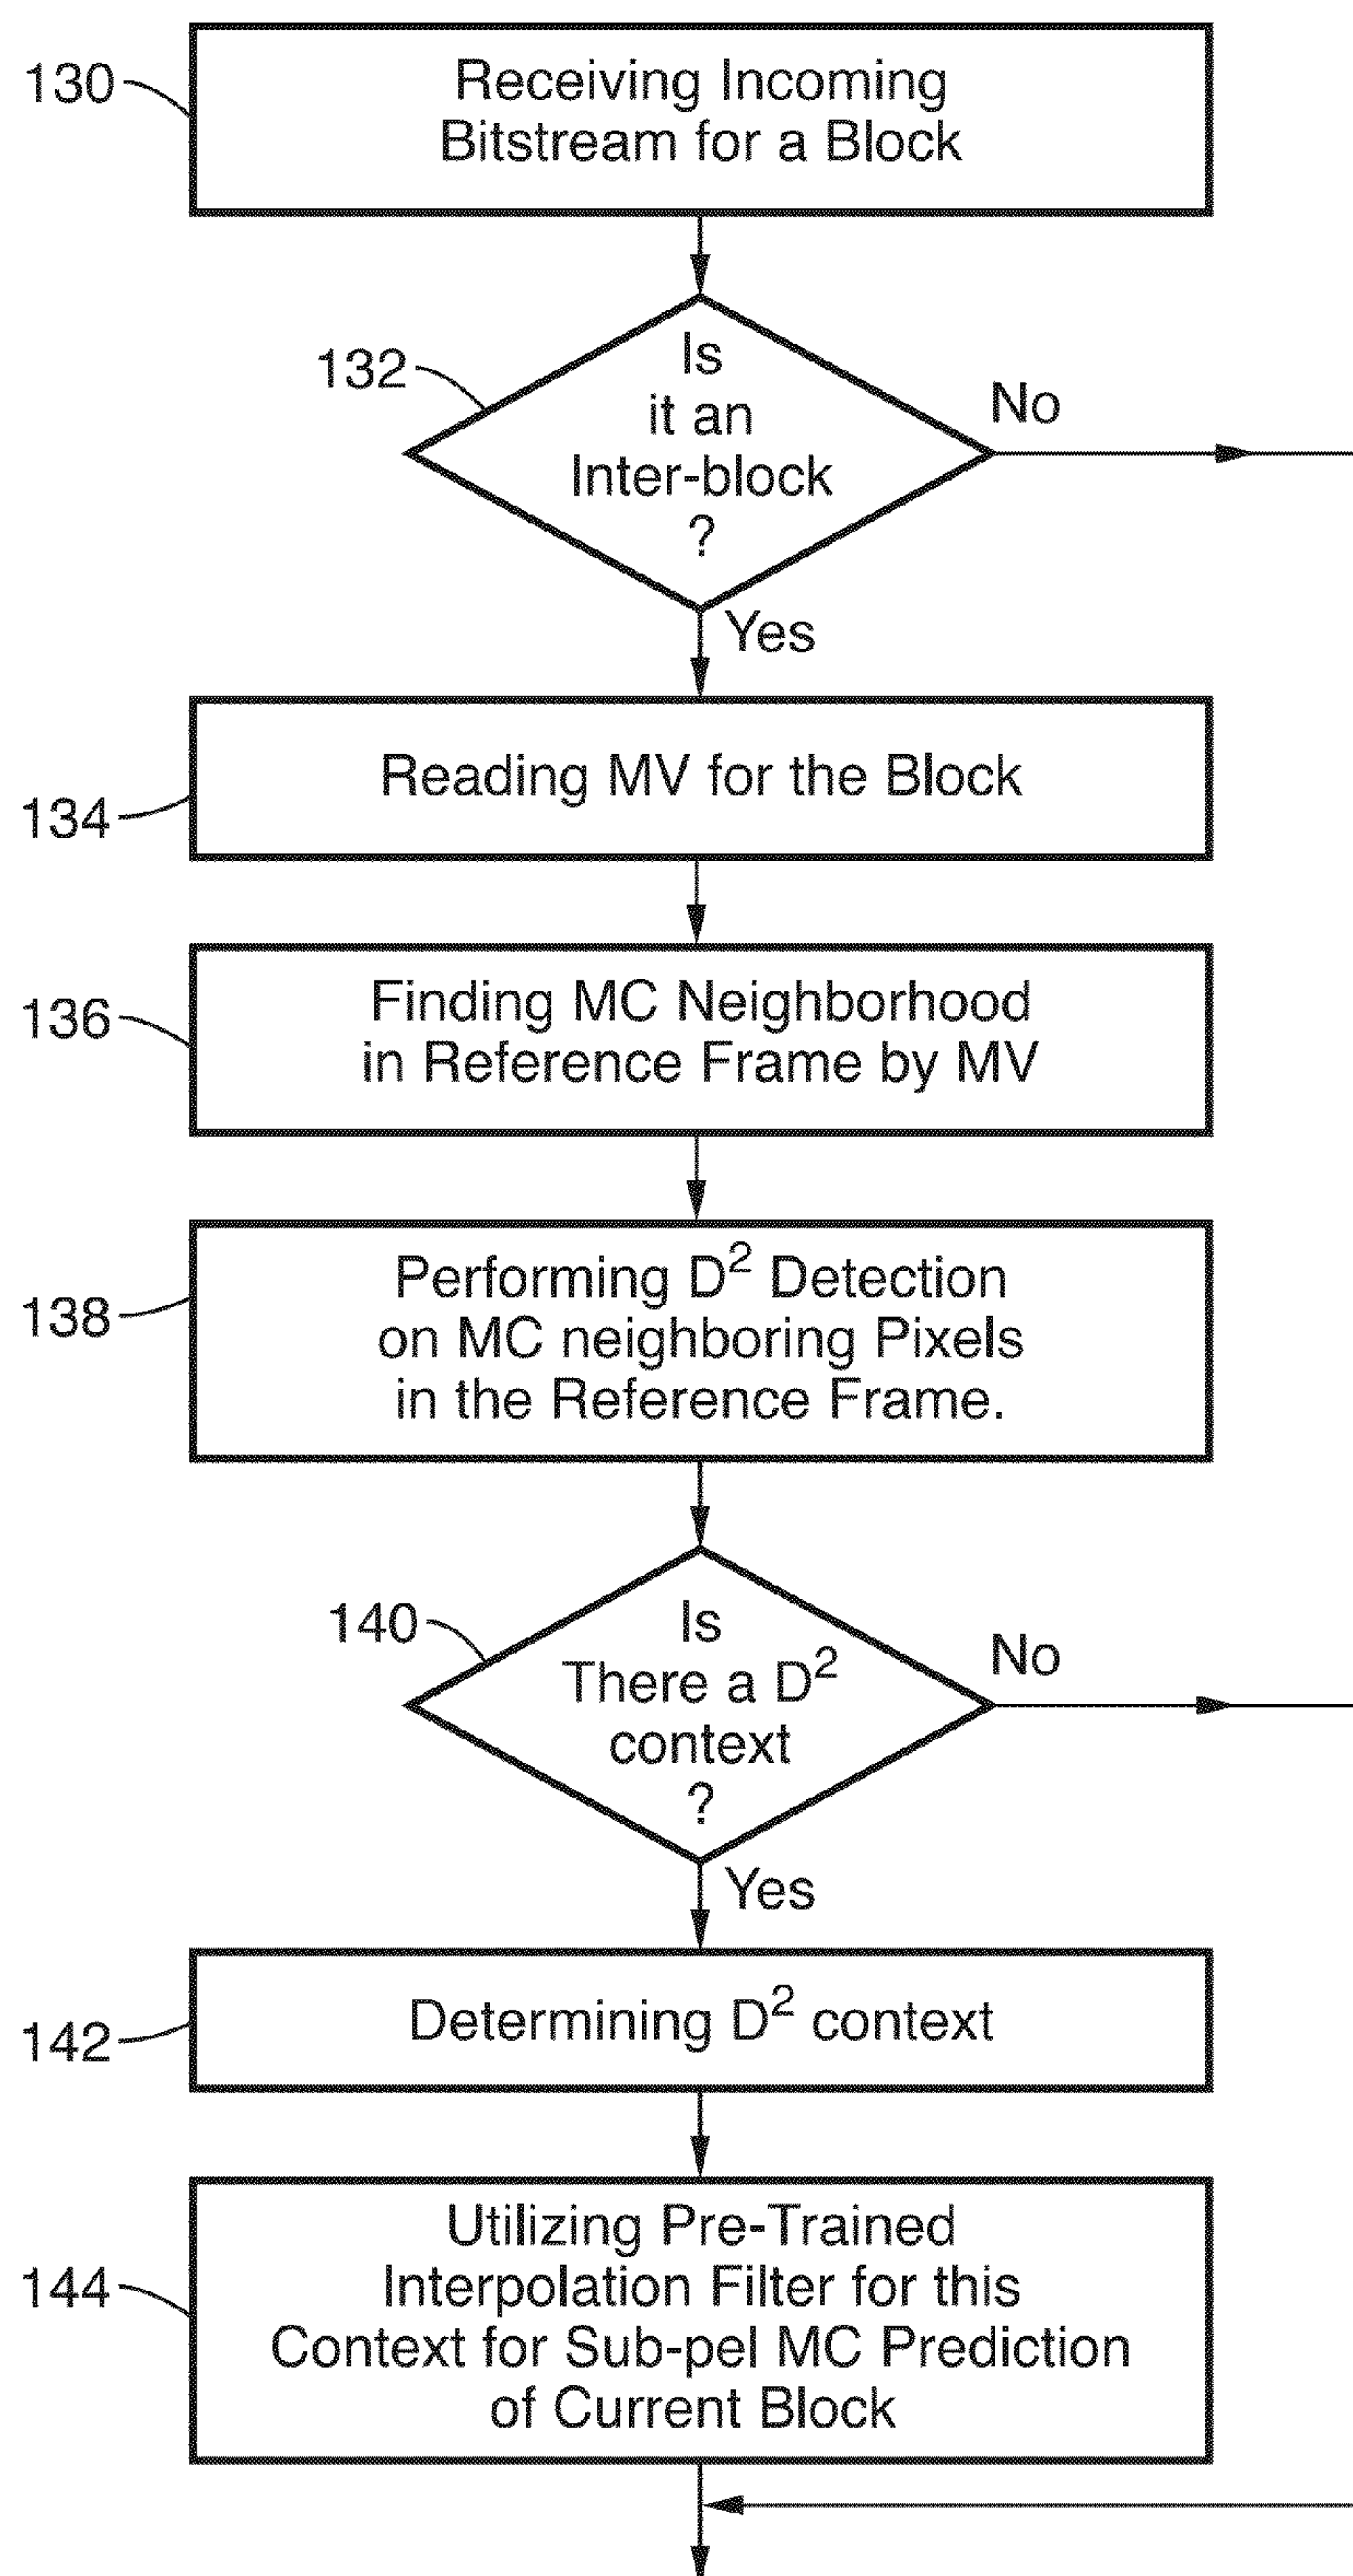 130
Receiving Incoming
Bitstream for a Block
132
Is
it an
Inter-block
?
No
Yes
134
Reading MV for the Block
136
Finding MC Neighborhood
in Reference Frame by MV
138
Performing D² Detection
on MC neighboring Pixels
in the Reference Frame.
140
Is
There a D²
context
?
No
Yes
142
Determining D² context
144
Utilizing Pre-Trained
Interpolation Filter for this
Context for Sub-pel MC Prediction
of Current Block